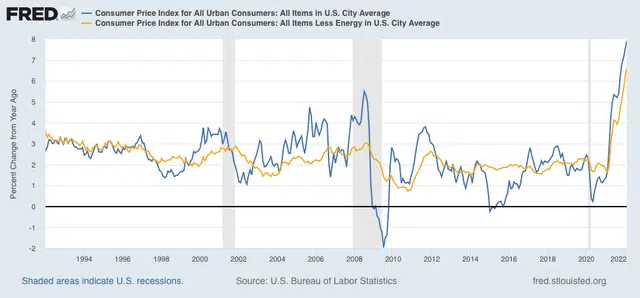 FRED
Consumer Price Index for All Urban Consumers: All Items in U.S. City Average
Consumer Price Index for All Urban Consumers: All Items Less Energy in U.S. City Average
Percent Change from Year Ago
8
7
6
5
4
3
2
1
0
-1
-2
1994 1996 1998 2000 2002 2004 2006 2008 2010 2012 2014 2016 2018 2020 2022
Shaded areas indicate U.S. recessions. Source: U.S. Bureau of Labor Statistics fred.stlouisfed.org